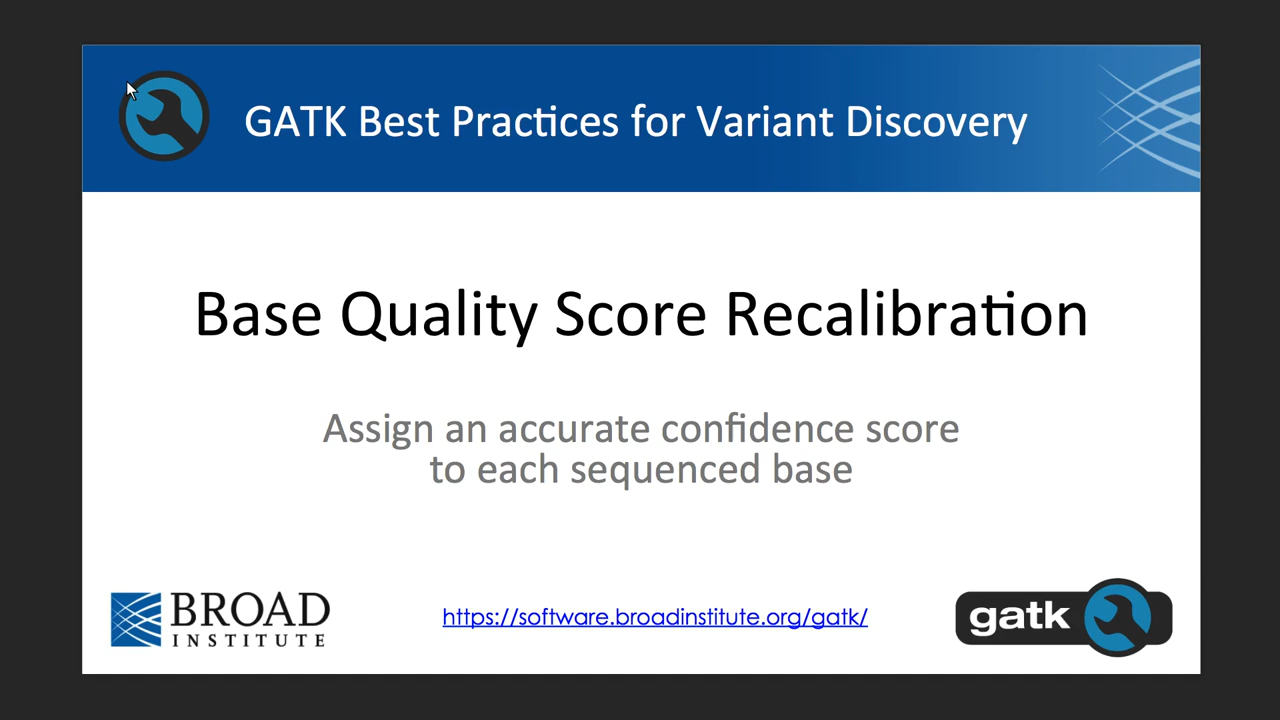 GATK Best Practices for Variant Discovery
Base Quality Score Recalibration
Assign an accurate confidence score
to each sequenced base
BROAD
INSTITUTE
https://software.broadinstitute.org/gatk/
gatk